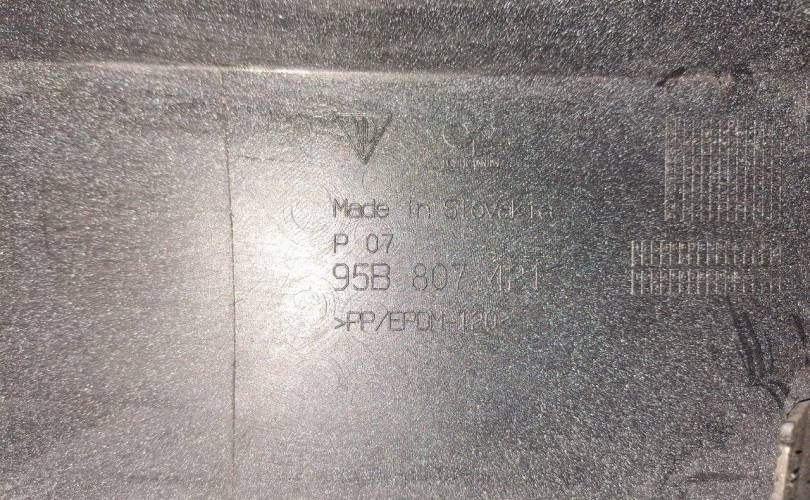 Made in Slovakia
P 07
95B 807 421
>PP/EPDM-T20<